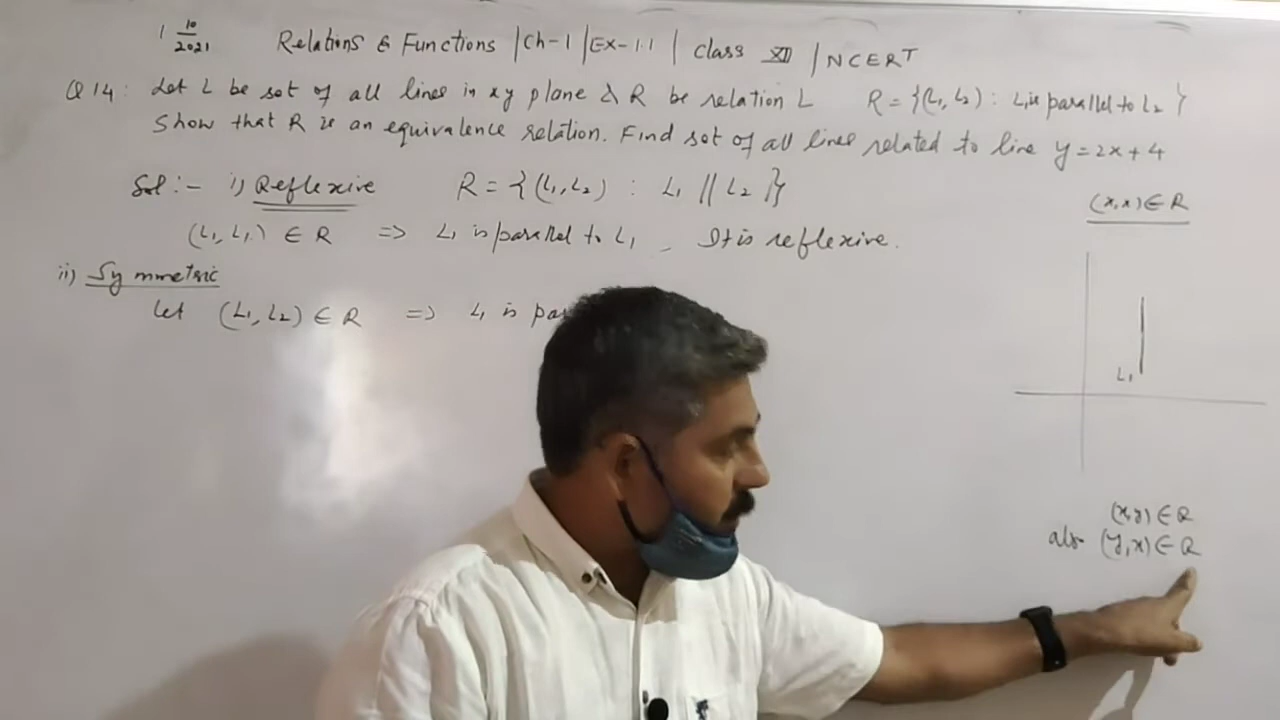 1 10/2021 Relations & Functions | Ch-1 | Ex-1.1 | Class XII | NCERT
Q 14: Let L be set of all lines in xy plane & R be relation L R = {(L₁, L₂) : L₁ is parallel to L₂}
Show that R is an equivalence relation. Find set of all lines related to line y = 2x + 4
Sol :- i) Reflexive R = {(L₁, L₂) : L₁ || L₂}
(x, x) ∈ R
(L₁, L₁) ∈ R => L₁ is parallel to L₁, It is reflexive.
ii) Symmetric
Let (L₁, L₂) ∈ R => L₁ is
L₁
(x, y) ∈ R
also (y, x) ∈ R